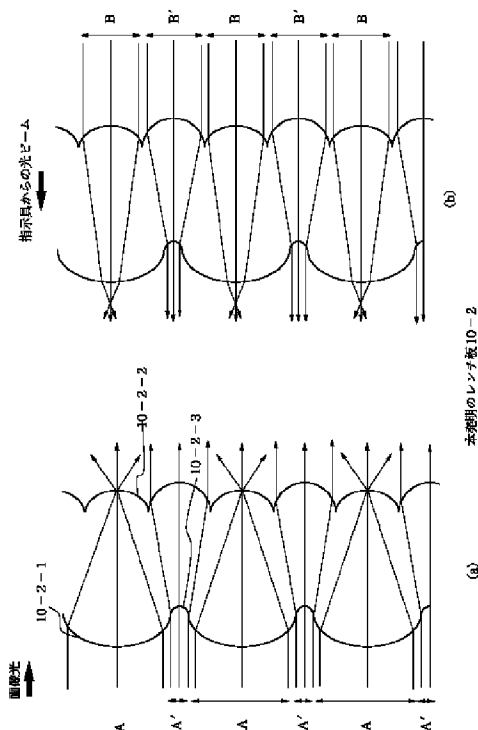 画像光
10-2-1
10-2-2
10-2-3
A
A'
A
A'
A
A'
(a)
指示具からの光ビーム
B
B'
B
B'
B
(b)
本発明のレンチ板10-2